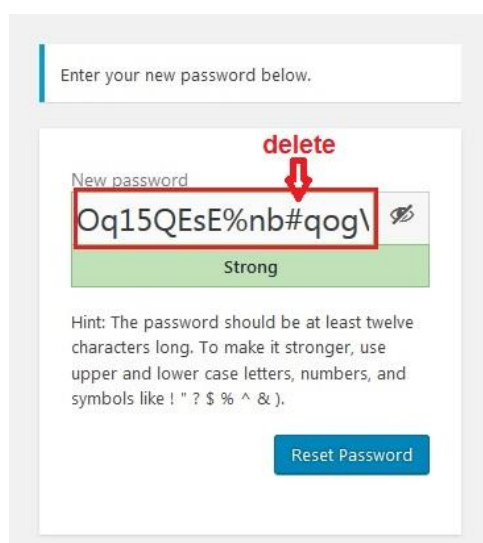 Enter your new password below.
delete
New password
Oq15QEsE%nb#qog\
Strong
Hint: The password should be at least twelve
characters long. To make it stronger, use
upper and lower case letters, numbers, and
symbols like ! " ? $ % ^ & ).
Reset Password